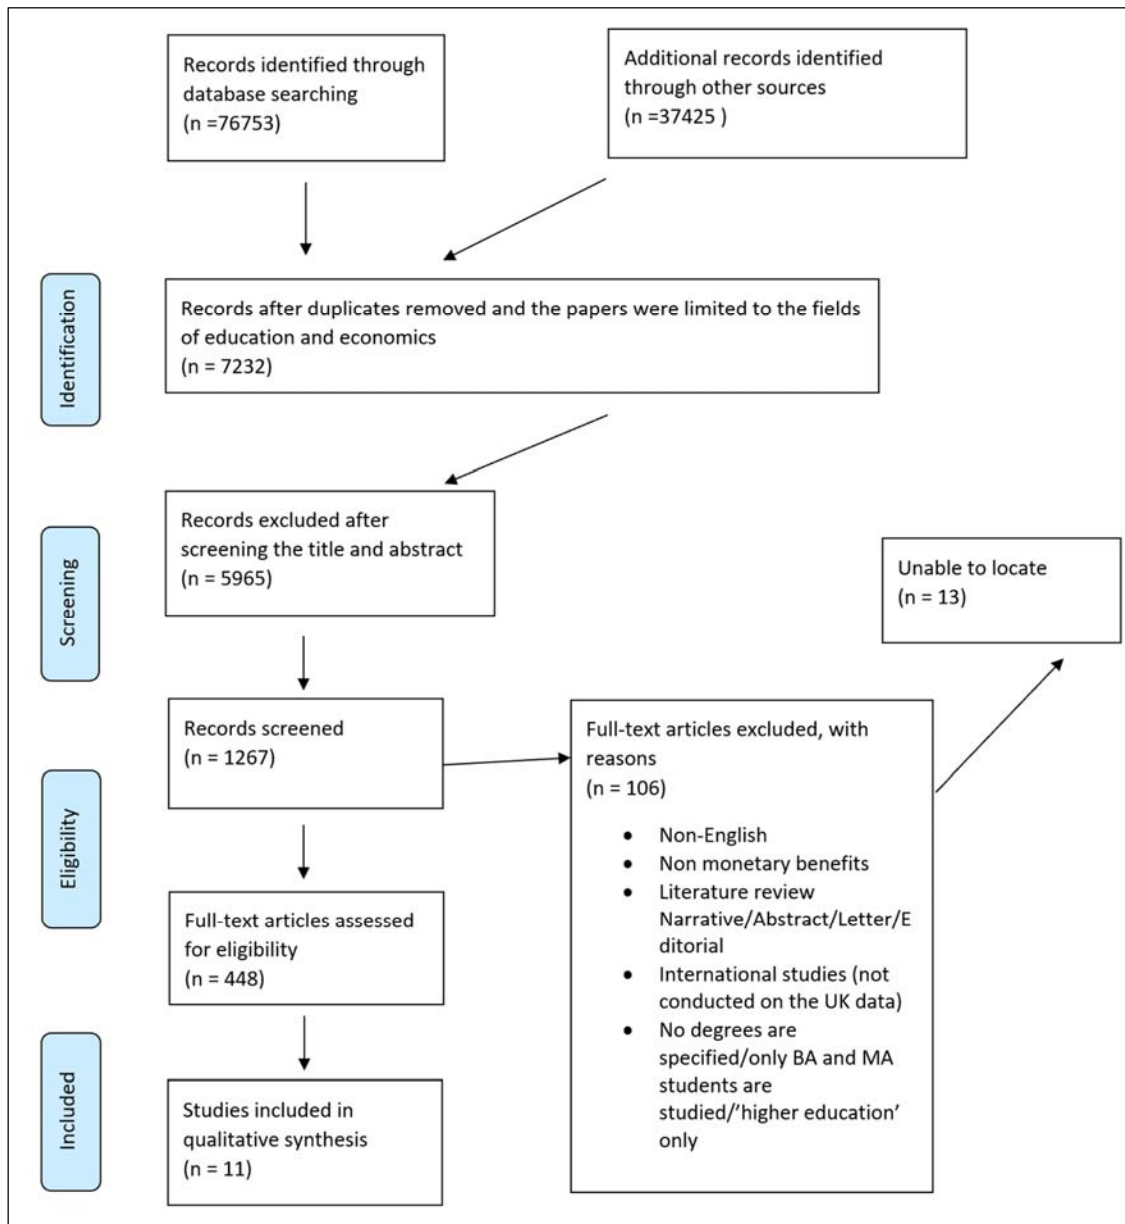 Records identified through
database searching
(n =76753)
Additional records identified
through other sources
(n =37425 )
Identification
Records after duplicates removed and the papers were limited to the fields
of education and economics
(n = 7232)
Screening
Records excluded after
screening the title and abstract
(n = 5965)
Unable to locate
(n = 13)
Records screened
(n = 1267)
Full-text articles excluded, with
reasons
(n = 106)
• Non-English
• Non monetary benefits
• Literature review
Narrative/Abstract/Letter/E
ditorial
• International studies (not
conducted on the UK data)
• No degrees are
specified/only BA and MA
students are
studied/’higher education’
only
Eligibility
Full-text articles assessed
for eligibility
(n = 448)
Included
Studies included in
qualitative synthesis
(n = 11)